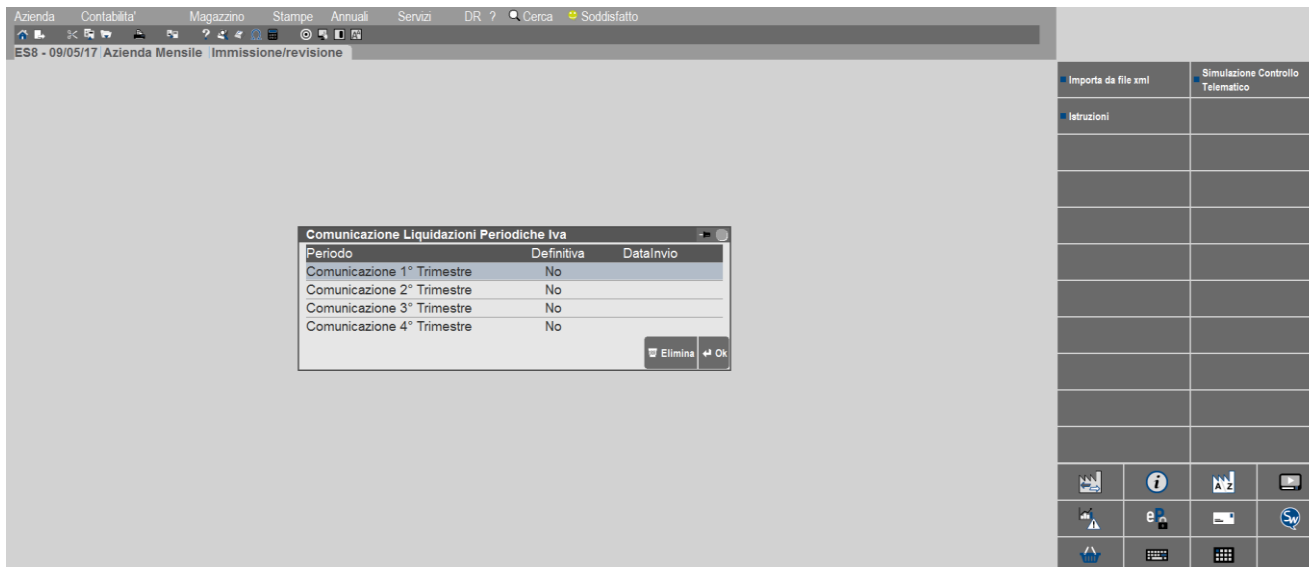 Azienda Contabilita' Magazzino Stampe Annuali Servizi DR ? Cerca Soddisfatto
ES8 - 09/05/17 Azienda Mensile Immissione/revisione
Importa da file xml
Simulazione Controllo
Telematico
Istruzioni
Comunicazione Liquidazioni Periodiche Iva
Periodo Definitiva DataInvio
Comunicazione 1° Trimestre No
Comunicazione 2° Trimestre No
Comunicazione 3° Trimestre No
Comunicazione 4° Trimestre No
Elimina Ok
A Z
Sw